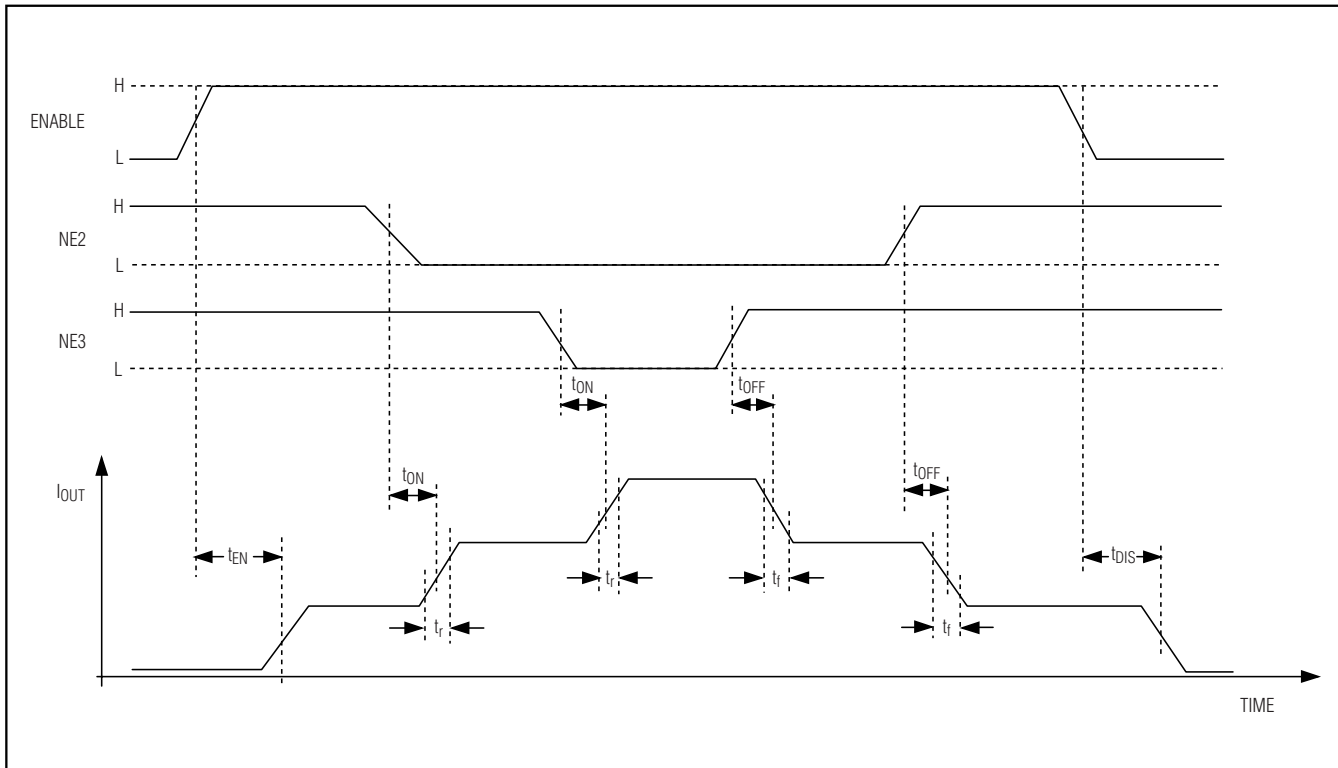 H
ENABLE
L
H
NE2
L
H
NE3
L
tON
tOFF
tON
tOFF
IOUT
tEN
tDIS
tr
tf
tr
tf
TIME